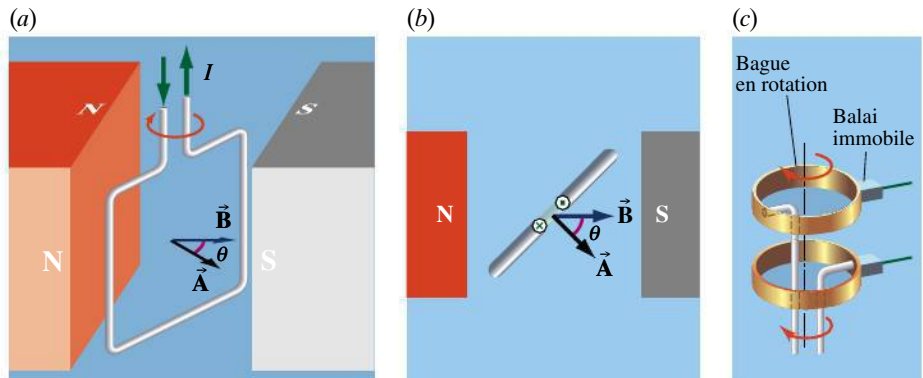 (a)
(b)
(c)
I
N
S
N
S
B
θ
A
N
S
B
θ
A
Bague
en rotation
Balai
immobile